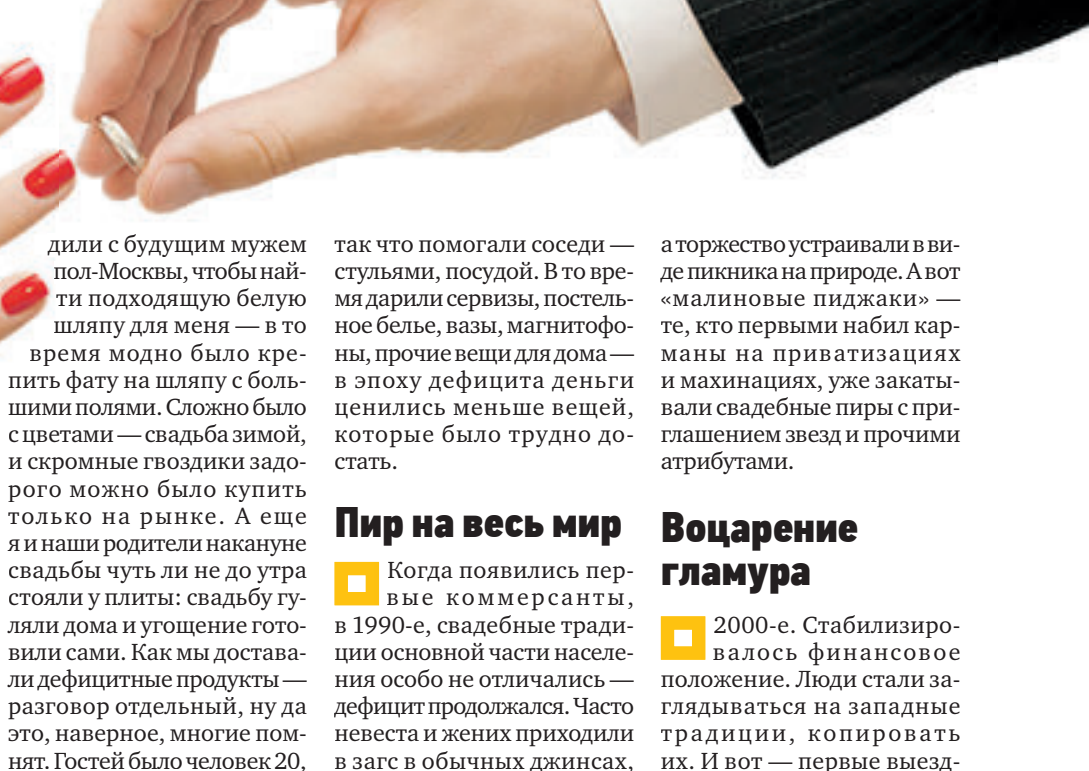 дили с будущим мужем
пол-Москвы, чтобы най-
ти подходящую белую
шляпу для меня — в то
время модно было кре-
пить фату на шляпу с боль-
шими полями. Сложно было
с цветами — свадьба зимой,
и скромные гвоздики задо-
рого можно было купить
только на рынке. А еще
я и наши родители накануне
свадьбы чуть ли не до утра
стояли у плиты: свадьбу гу-
ляли дома и угощение гото-
вили сами. Как мы достава-
ли дефицитные продукты —
разговор отдельный, ну да
это, наверное, многие пом-
нят. Гостей было человек 20,
так что помогали соседи —
стульями, посудой. В то вре-
мя дарили сервизы, постель-
ное белье, вазы, магнитофо-
ны, прочие вещи для дома —
в эпоху дефицита деньги
ценились меньше вещей,
которые было трудно до-
стать.
Пир на весь мир
Когда появились пер-
вые коммерсанты,
в 1990-е, свадебные тради-
ции основной части населе-
ния особо не отличались —
дефицит продолжался. Часто
невеста и жених приходили
в загс в обычных джинсах,
а торжество устраивали в ви-
де пикника на природе. А вот
«малиновые пиджаки» —
те, кто первыми набил кар-
маны на приватизациях
и махинациях, уже закаты-
вали свадебные пиры с при-
глашением звезд и прочими
атрибутами.
Воцарение
гламура
2000-е. Стабилизиро-
валось финансовое
положение. Люди стали за-
глядываться на западные
традиции, копировать
их. И вот — первые выезд-